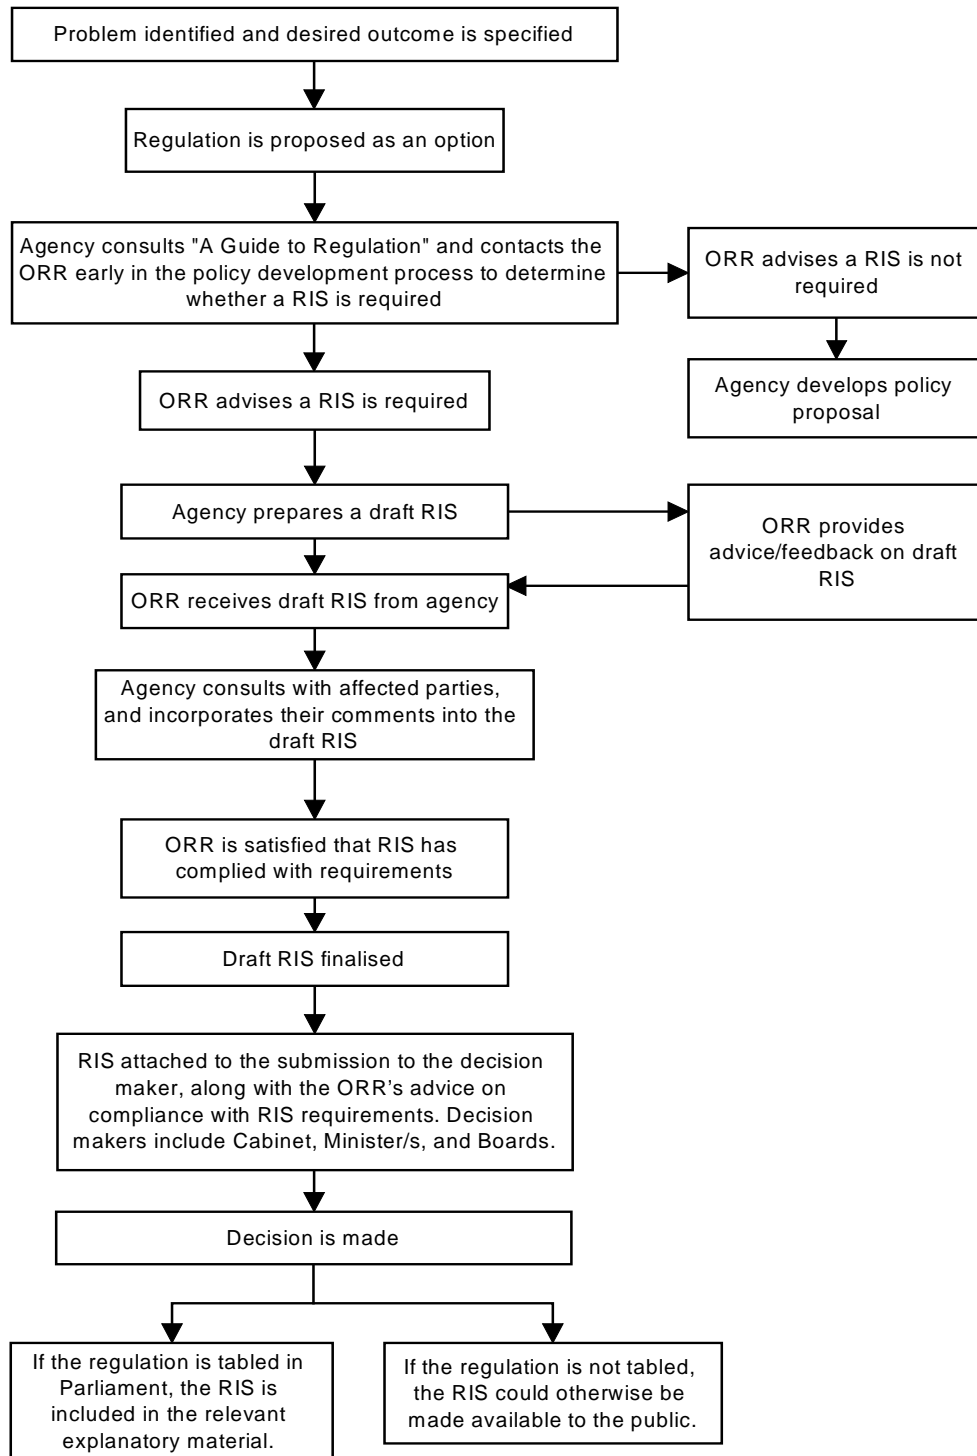 Problem identified and desired outcome is specified
Regulation is proposed as an option
Agency consults "A Guide to Regulation" and contacts the
ORR early in the policy development process to determine
whether a RIS is required
ORR advises a RIS is not
required
Agency develops policy
proposal
ORR advises a RIS is required
Agency prepares a draft RIS
ORR provides
advice/feedback on draft
RIS
ORR receives draft RIS from agency
Agency consults with affected parties,
and incorporates their comments into the
draft RIS
ORR is satisfied that RIS has
complied with requirements
Draft RIS finalised
RIS attached to the submission to the decision
maker, along with the ORR's advice on
compliance with RIS requirements. Decision
makers include Cabinet, Minister/s, and Boards.
Decision is made
If the regulation is tabled in
Parliament, the RIS is
included in the relevant
explanatory material.
If the regulation is not tabled,
the RIS could otherwise be
made available to the public.